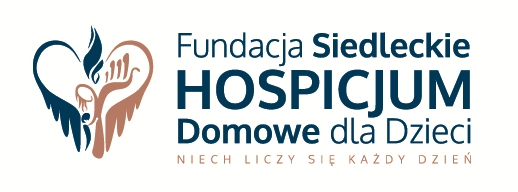 Fundacja Siedleckie
HOSPICJUM
Domowe dla Dzieci
NIECH LICZY SIĘ KAŻDY DZIEŃ